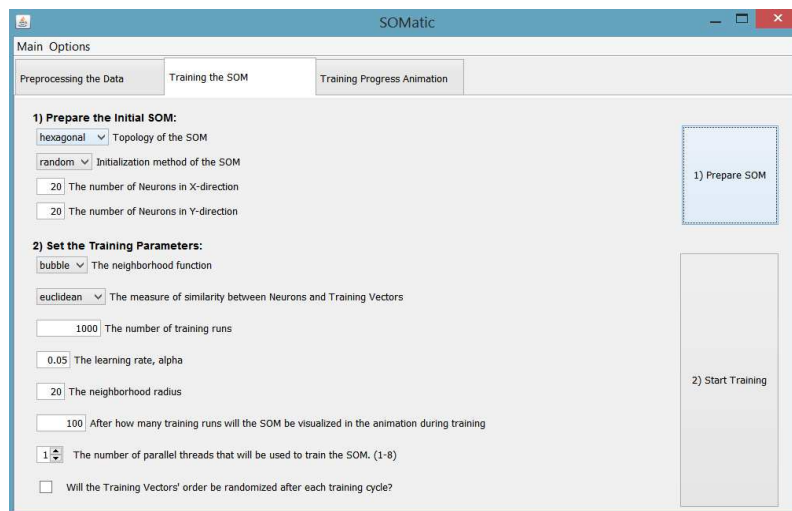 SOMatic
Main Options
Preprocessing the Data
Training the SOM
Training Progress Animation
1) Prepare the Initial SOM:
hexagonal Topology of the SOM
random Initialization method of the SOM
20 The number of Neurons in X-direction
20 The number of Neurons in Y-direction
1) Prepare SOM
2) Set the Training Parameters:
bubble The neighborhood function
euclidean The measure of similarity between Neurons and Training Vectors
1000 The number of training runs
0.05 The learning rate, alpha
20 The neighborhood radius
100 After how many training runs will the SOM be visualized in the animation during training
1 The number of parallel threads that will be used to train the SOM. (1-8)
Will the Training Vectors' order be randomized after each training cycle?
2) Start Training